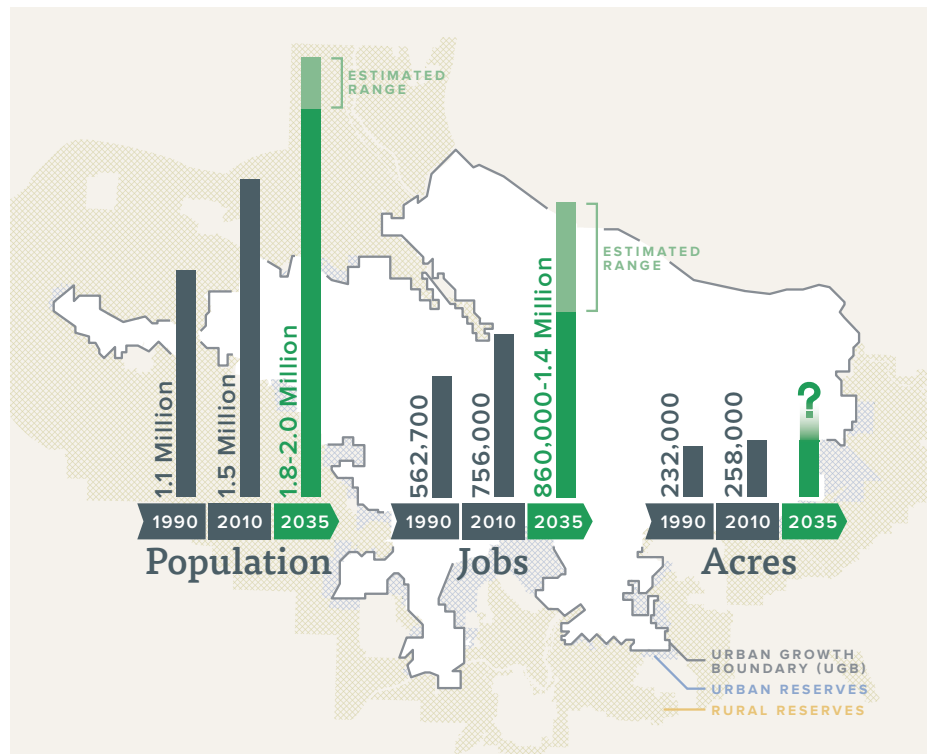 ESTIMATED
RANGE
ESTIMATED
RANGE
1.1 Million
1.5 Million
1.8-2.0 Million
562,700
756,000
860,000-1.4 Million
232,000
258,000
?
1990
2010
2035
1990
2010
2035
1990
2010
2035
Population
Jobs
Acres
URBAN GROWTH
BOUNDARY (UGB)
URBAN RESERVES
RURAL RESERVES